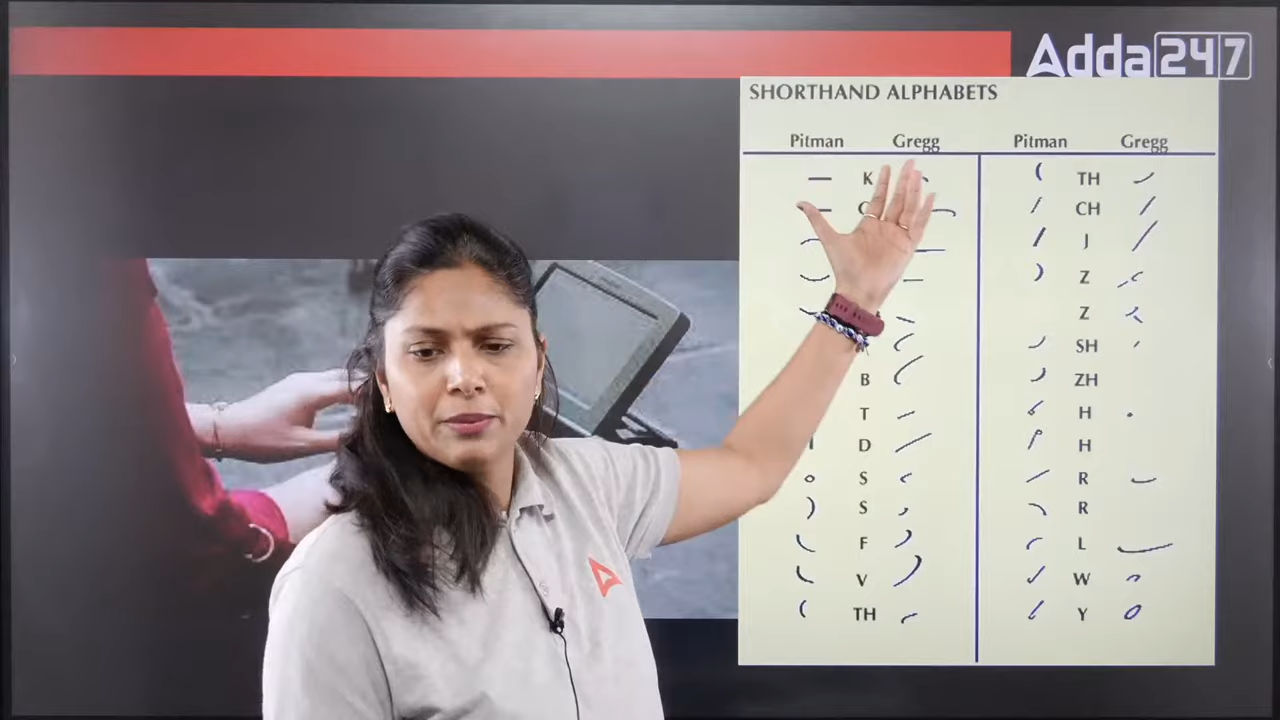 Adda247
SHORTHAND ALPHABETS
Pitman Gregg Pitman Gregg
K TH
CH
J
Z
Z
SH
B ZH
T H
D H
S R
S R
F L
V W
TH Y